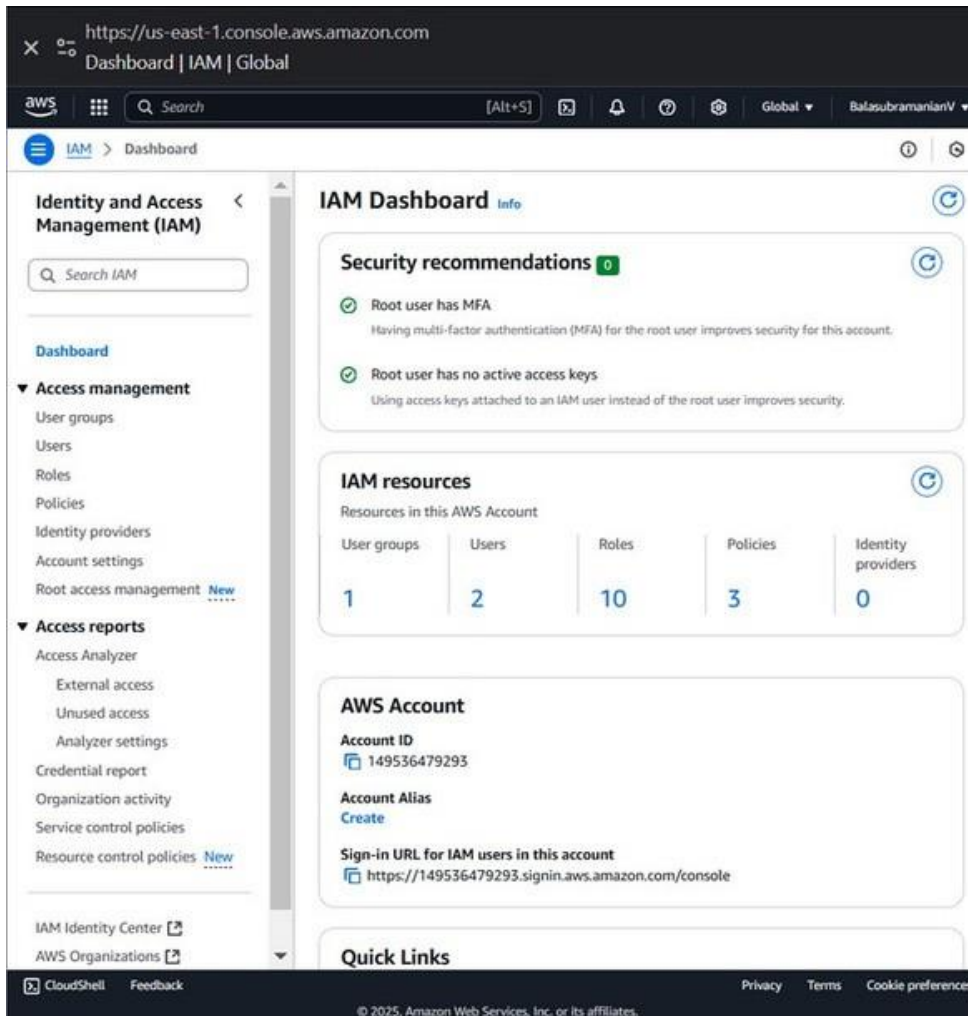 https://us-east-1.console.aws.amazon.com
Dashboard | IAM | Global
aws
Search [Alt+S] Global BalasubramanianV
IAM > Dashboard
Identity and Access
Management (IAM)
Search IAM
Dashboard
Access management
User groups
Users
Roles
Policies
Identity providers
Account settings
Root access management New
Access reports
Access Analyzer
External access
Unused access
Analyzer settings
Credential report
Organization activity
Service control policies
Resource control policies New
IAM Identity Center
AWS Organizations
IAM Dashboard Info
Security recommendations 0
Root user has MFA
Having multi-factor authentication (MFA) for the root user improves security for this account.
Root user has no active access keys
Using access keys attached to an IAM user instead of the root user improves security.
IAM resources
Resources in this AWS Account
User groups Users Roles Policies Identity
providers
1 2 10 3 0
AWS Account
Account ID
149536479293
Account Alias
Create
Sign-in URL for IAM users in this account
https://149536479293.signin.aws.amazon.com/console
Quick Links
CloudShell Feedback Privacy Terms Cookie preferences
© 2025, Amazon Web Services, Inc. or its affiliates.